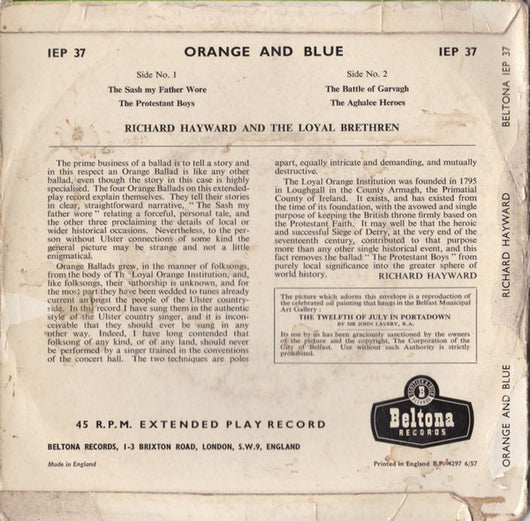 IEP 37 ORANGE AND BLUE IEP 37
Side No. 1
The Sash my Father Wore
The Protestant Boys
Side No. 2
The Battle of Garvagh
The Aghalee Heroes
RICHARD HAYWARD AND THE LOYAL BRETHREN
The prime business of a ballad is to tell a story and
in this respect an Orange Ballad is like any other
ballad, even though the story in this case is highly
specialised. The four Orange Ballads on this extended-
play record explain themselves. They tell their stories
in clear, straightforward narrative, " The Sash my
father wore " relating a forceful, personal tale, and
the other three proclaiming the details of local or
wider historical occasions. Nevertheless, to the per-
son without Ulster connections of some kind the
general picture may be strange and not a little
enigmatical.
Orange Ballads grew, in the manner of folksongs,
from the body of Th Loyal Orange Institution, and,
like folksongs, their authorship is unknown, and for
the most part they have been wedded to tunes already
current amongst the people of the Ulster country-
side. In this record I have sung them in the authentic
style of the Ulster country singer, and it is incon-
ceivable that they should ever be sung in any
other way. Indeed, I have long contended that
folksong of any kind, or of any land, should never
be performed by a singer trained in the conventions
of the concert hall. The two techniques are poles
apart, equally intricate and demanding, and mutually
destructive.
The Loyal Orange Institution was founded in 1795
in Loughgall in the County Armagh, the Primatial
County of Ireland. It exists, and has existed from
the time of its foundation, with the avowed and single
purpose of keeping the British throne firmly based on
the Protestant Faith. It may well be that the heroic
and successful Siege of Derry, at the very end of the
seventeenth century, contributed to that purpose
more than any other single historical event, and this
fact removes the ballad " The Protestant Boys " from
purely local significance into the greater sphere of
world history. RICHARD HAYWARD
The picture which adorns this envelope is a reproduction of
the celebrated oil painting that hangs in the Belfast Municipal
Art Gallery :
THE TWELFTH OF JULY IN PORTADOWN
BY SIR JOHN LAVERY, R.A.
Its use by us has been graciously sanctioned by the owners
of the picture and the copyright, The Corporation of the
City of Belfast. Use without such Authority is strictly
prohibited.
45 R.P.M. EXTENDED PLAY RECORD
BELTONA RECORDS, 1-3 BRIXTON ROAD, LONDON, S.W.9, ENGLAND
Made in England
Beltona
RECORDS
Printed in England B.P. 4297 6/57
BELTONA IEP 37
RICHARD HAYWARD
ORANGE AND BLUE